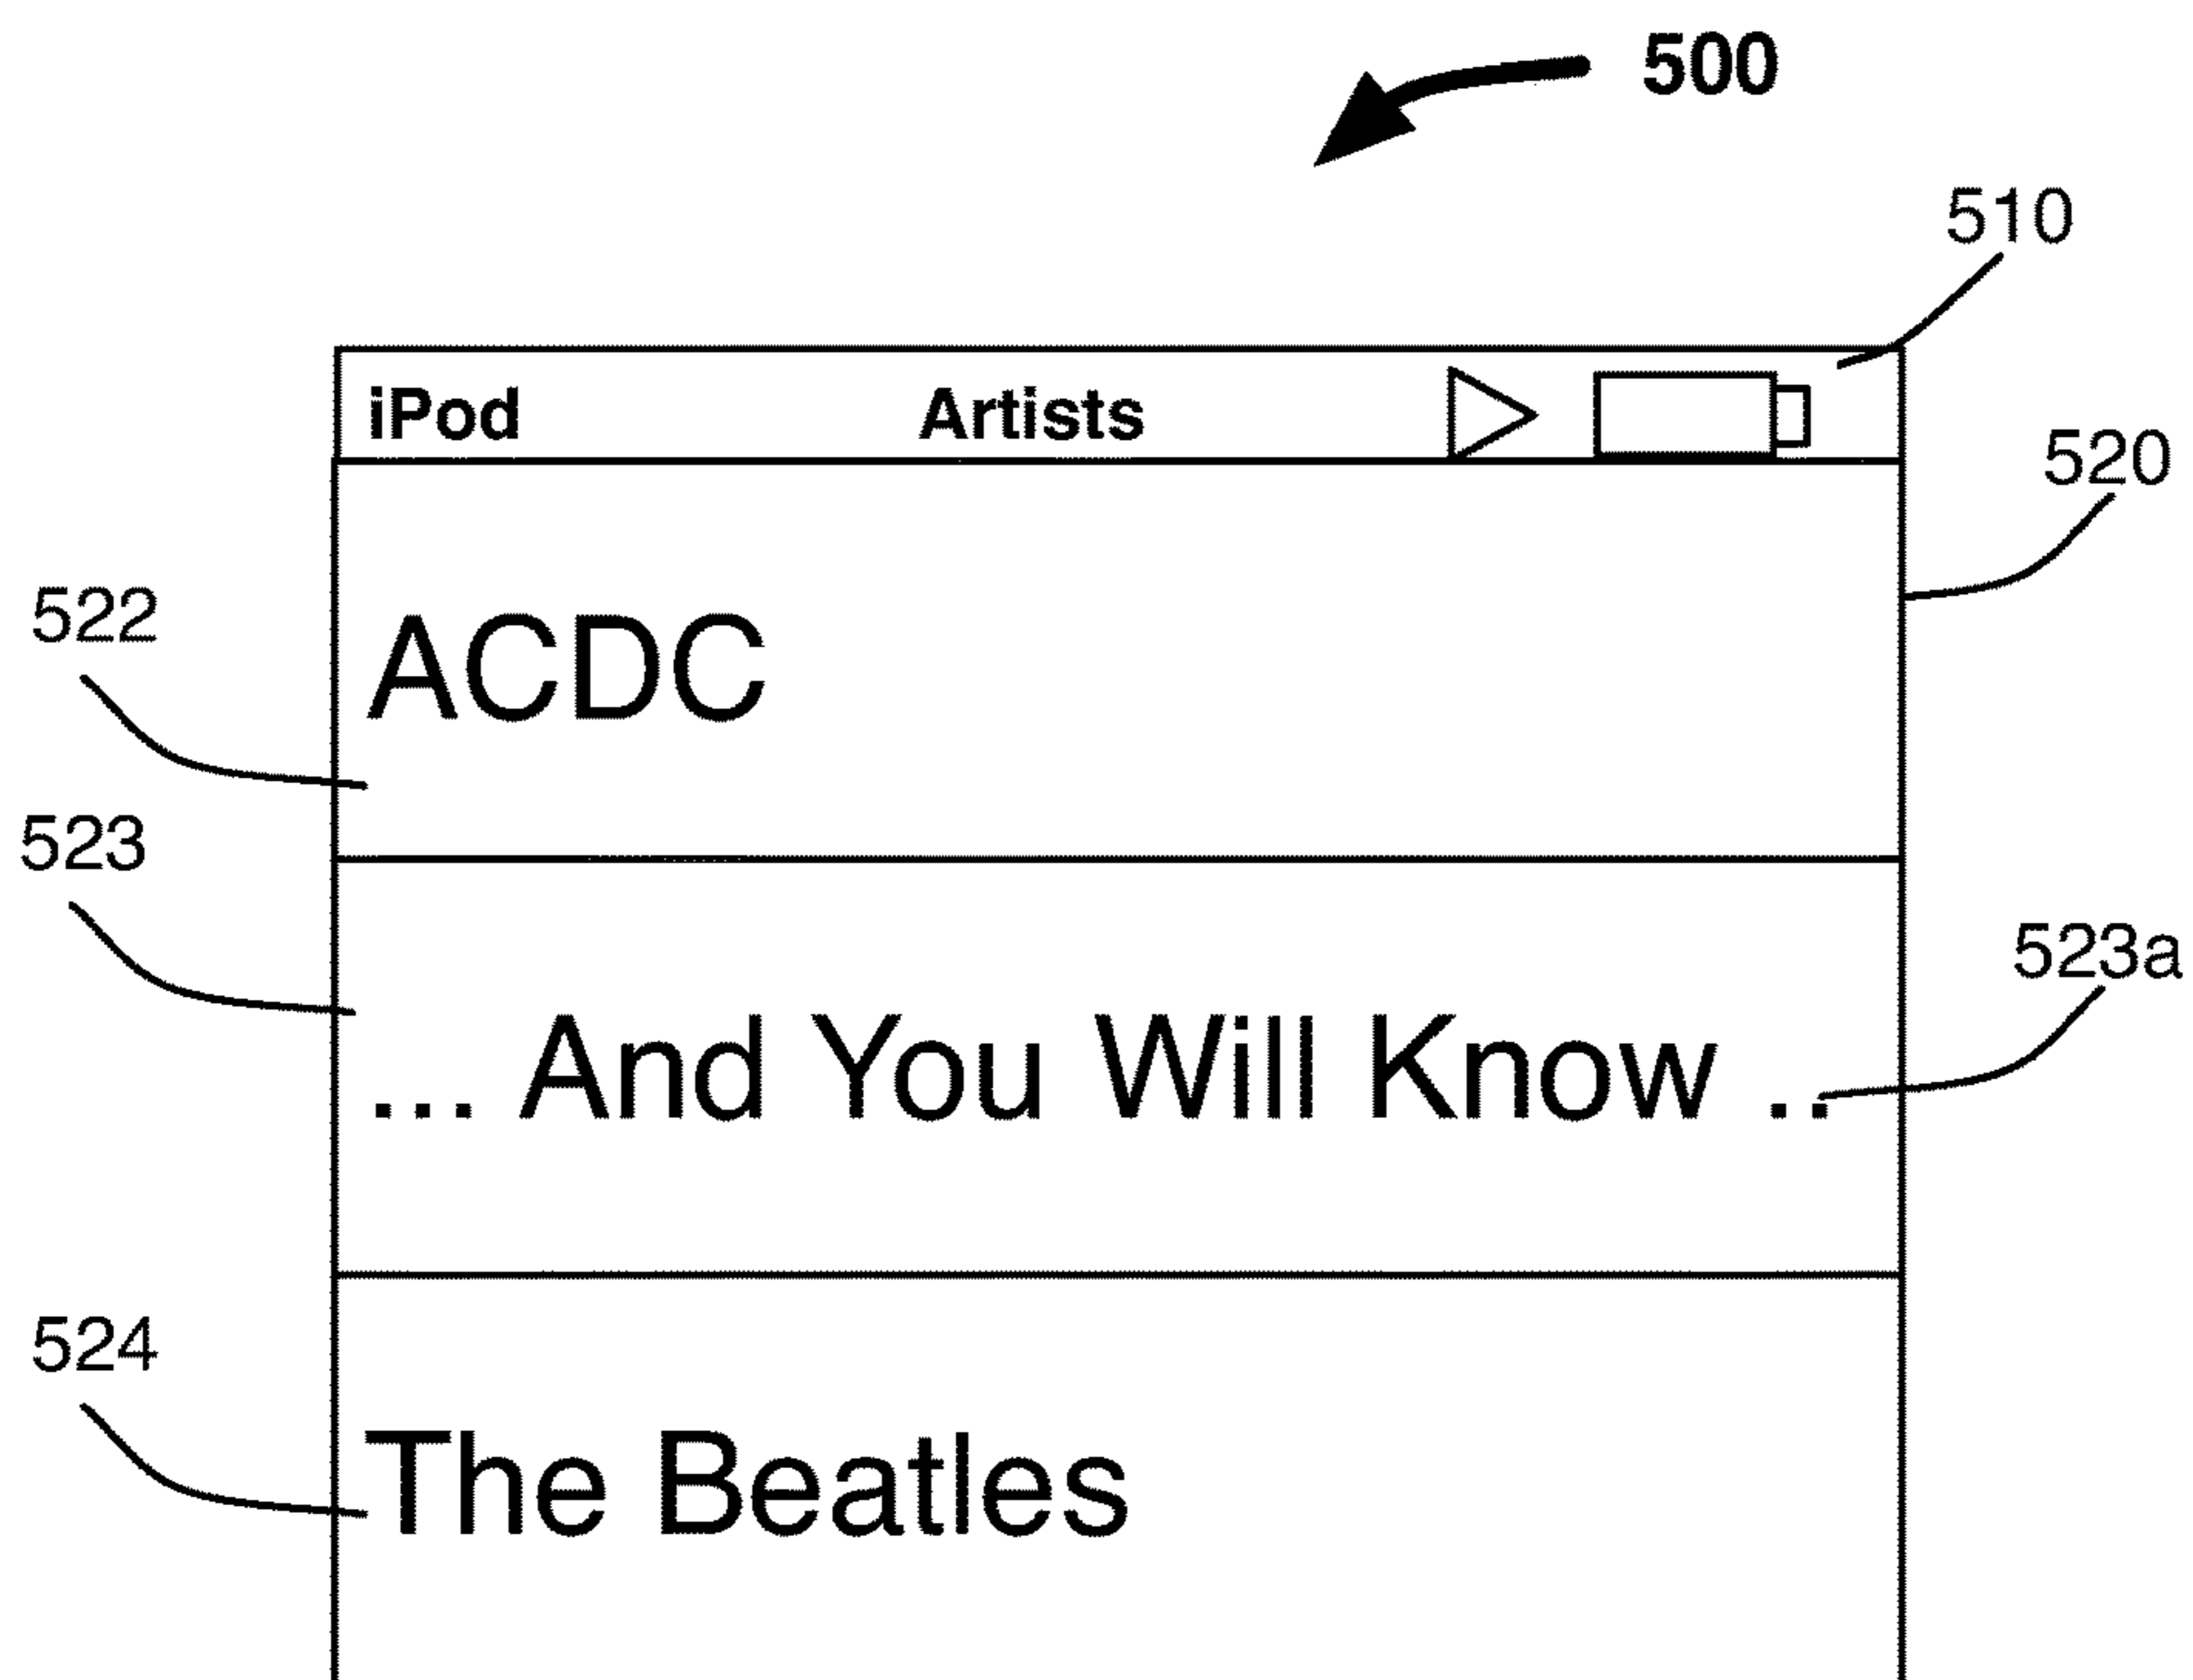 500
510
iPod Artists
520
522
ACDC
523
523a
... And You Will Know ..
524
The Beatles